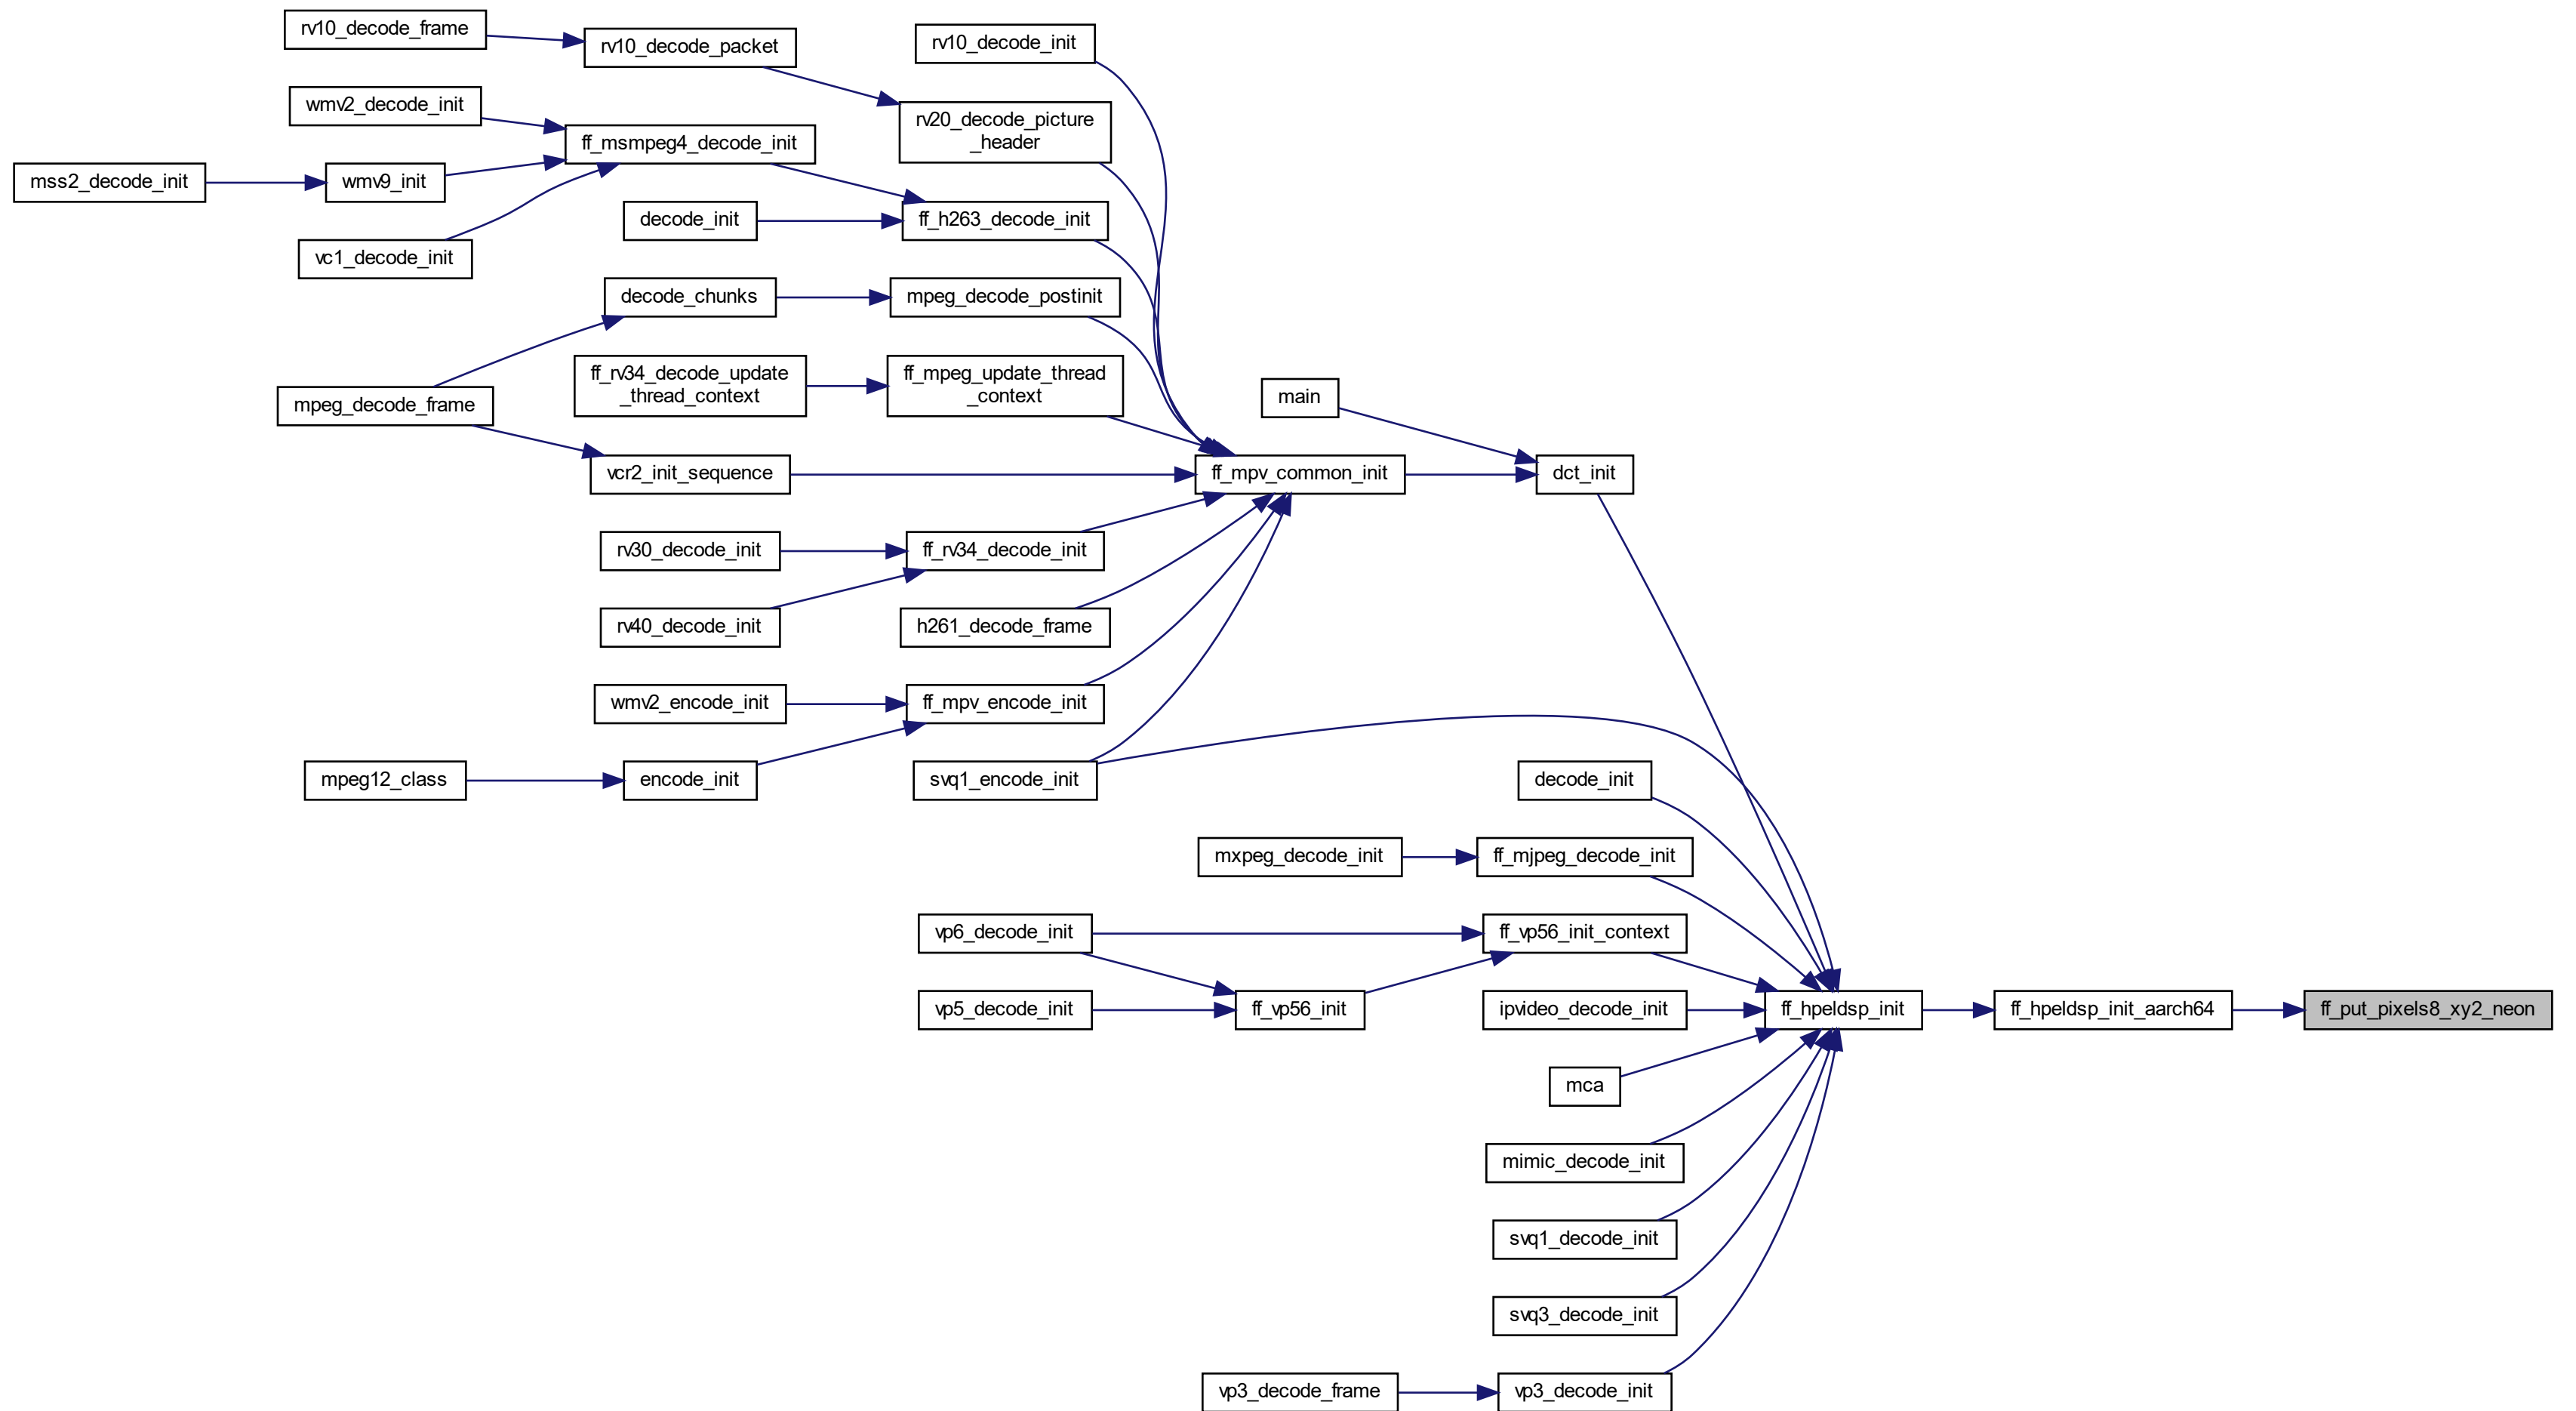 rv10_decode_frame
rv10_decode_packet
rv10_decode_init
wmv2_decode_init
rv20_decode_picture
_header
ff_msmpeg4_decode_init
mss2_decode_init
wmv9_init
decode_init
ff_h263_decode_init
vc1_decode_init
decode_chunks
mpeg_decode_postinit
ff_rv34_decode_update
_thread_context
ff_mpeg_update_thread
_context
main
mpeg_decode_frame
vcr2_init_sequence
ff_mpv_common_init
dct_init
rv30_decode_init
ff_rv34_decode_init
rv40_decode_init
h261_decode_frame
wmv2_encode_init
ff_mpv_encode_init
mpeg12_class
encode_init
svq1_encode_init
decode_init
mxpeg_decode_init
ff_mjpeg_decode_init
vp6_decode_init
ff_vp56_init_context
vp5_decode_init
ff_vp56_init
ipvideo_decode_init
ff_hpeldsp_init
ff_hpeldsp_init_aarch64
ff_put_pixels8_xy2_neon
mca
mimic_decode_init
svq1_decode_init
svq3_decode_init
vp3_decode_frame
vp3_decode_init